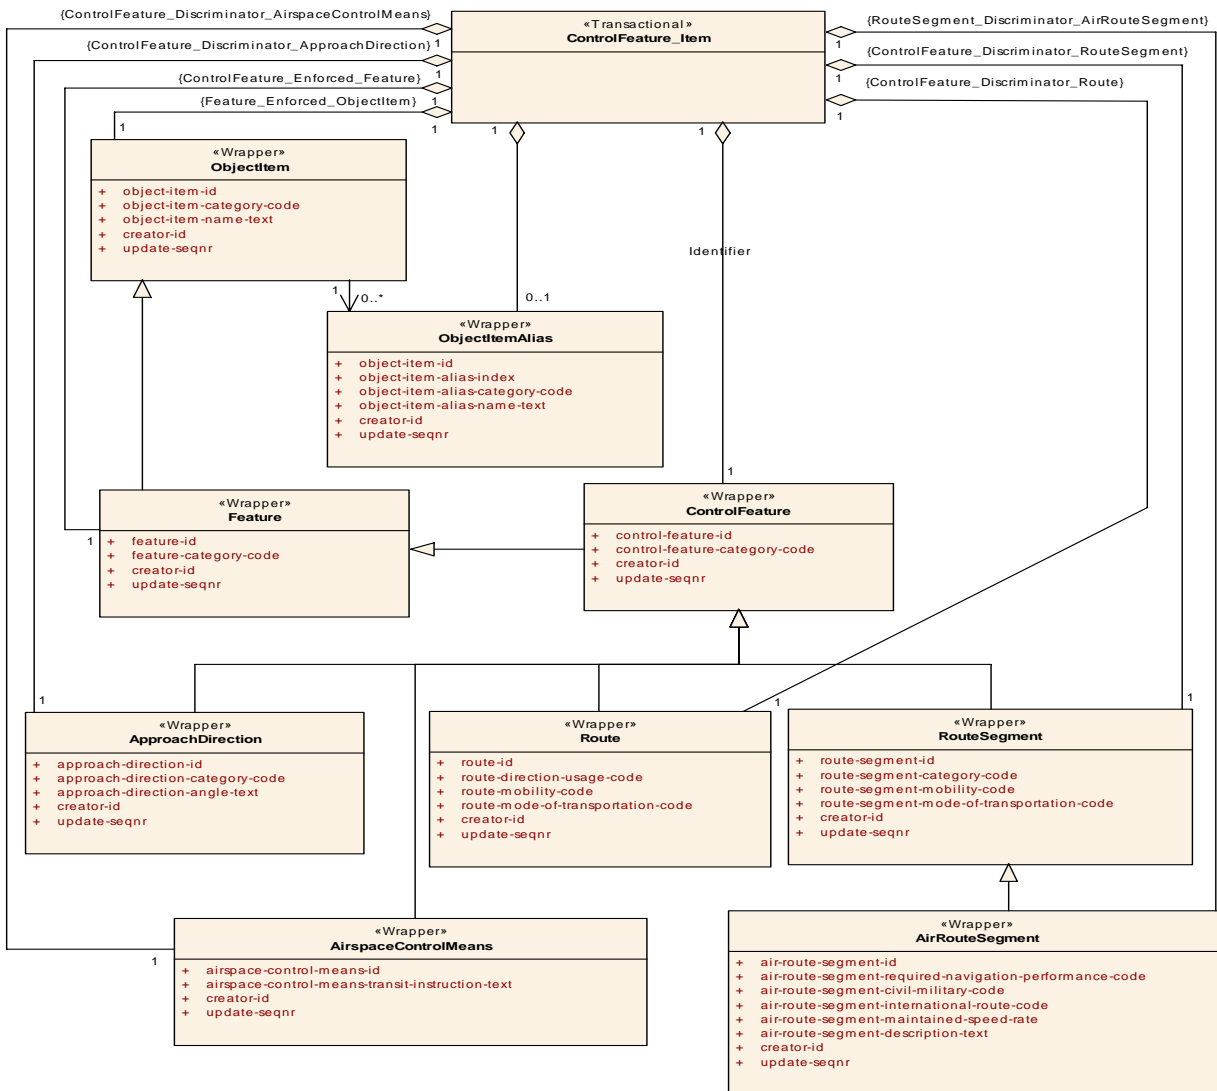 {ControlFeature_Discriminator_AirspaceControlMeans}
1
{ControlFeature_Discriminator_ApproachDirection}
1
{ControlFeature_Enforced_Feature}
1
{Feature_Enforced_ObjectItem}
1
1
«Transactional»
ControlFeature_Item
{RouteSegment_Discriminator_AirRouteSegment}
1
{ControlFeature_Discriminator_RouteSegment}
1
{ControlFeature_Discriminator_Route}
1
1
1
«Wrapper»
ObjectItem
+ object-item-id
+ object-item-category-code
+ object-item-name-text
+ creator-id
+ update-seqnr
Identifier
1
0..*
0..1
«Wrapper»
ObjectItemAlias
+ object-item-id
+ object-item-alias-index
+ object-item-alias-category-code
+ object-item-alias-name-text
+ creator-id
+ update-seqnr
1
«Wrapper»
Feature
+ feature-id
+ feature-category-code
+ creator-id
+ update-seqnr
1
«Wrapper»
ControlFeature
+ control-feature-id
+ control-feature-category-code
+ creator-id
+ update-seqnr
1
«Wrapper»
ApproachDirection
+ approach-direction-id
+ approach-direction-category-code
+ approach-direction-angle-text
+ creator-id
+ update-seqnr
1
«Wrapper»
Route
+ route-id
+ route-direction-usage-code
+ route-mobility-code
+ route-mode-of-transportation-code
+ creator-id
+ update-seqnr
1
«Wrapper»
RouteSegment
+ route-segment-id
+ route-segment-category-code
+ route-segment-mobility-code
+ route-segment-mode-of-transportation-code
+ creator-id
+ update-seqnr
1
«Wrapper»
AirspaceControlMeans
+ airspace-control-means-id
+ airspace-control-means-transit-instruction-text
+ creator-id
+ update-seqnr
1
«Wrapper»
AirRouteSegment
+ air-route-segment-id
+ air-route-segment-required-navigation-performance-code
+ air-route-segment-civil-military-code
+ air-route-segment-international-route-code
+ air-route-segment-maintained-speed-rate
+ air-route-segment-description-text
+ creator-id
+ update-seqnr